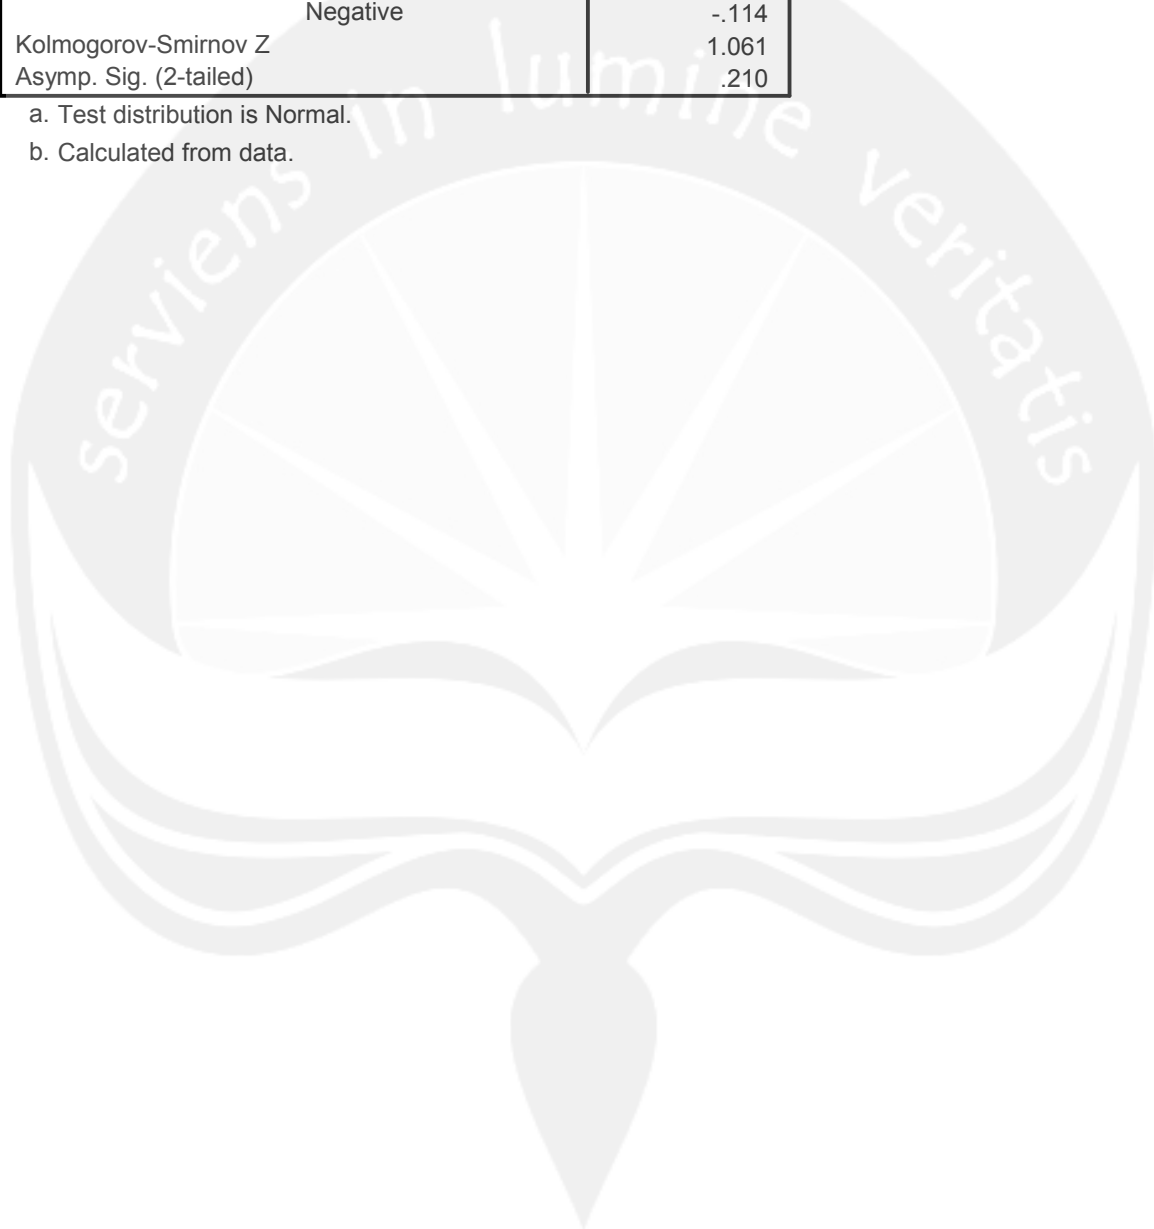 Negative -.114
Kolmogorov-Smirnov Z 1.061
Asymp. Sig. (2-tailed) .210
a. Test distribution is Normal.
b. Calculated from data.
serviens in lumine veritatis